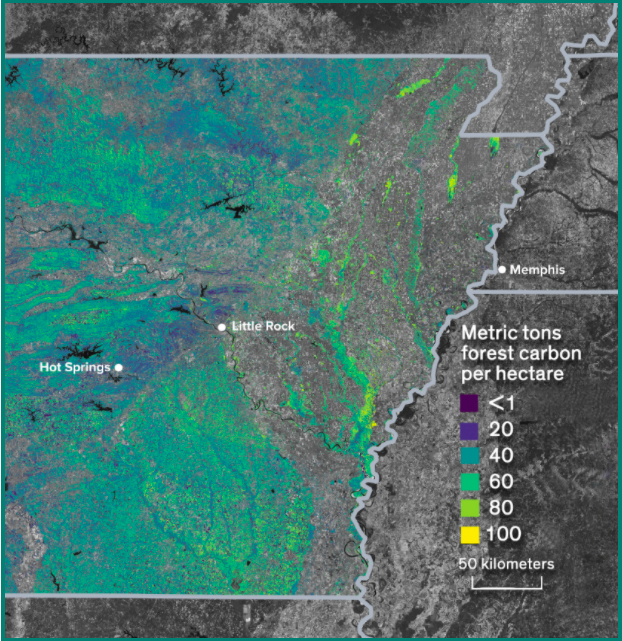 Memphis
Little Rock
Hot Springs
Metric tons
forest carbon
per hectare
<1
20
40
60
80
100
50 kilometers